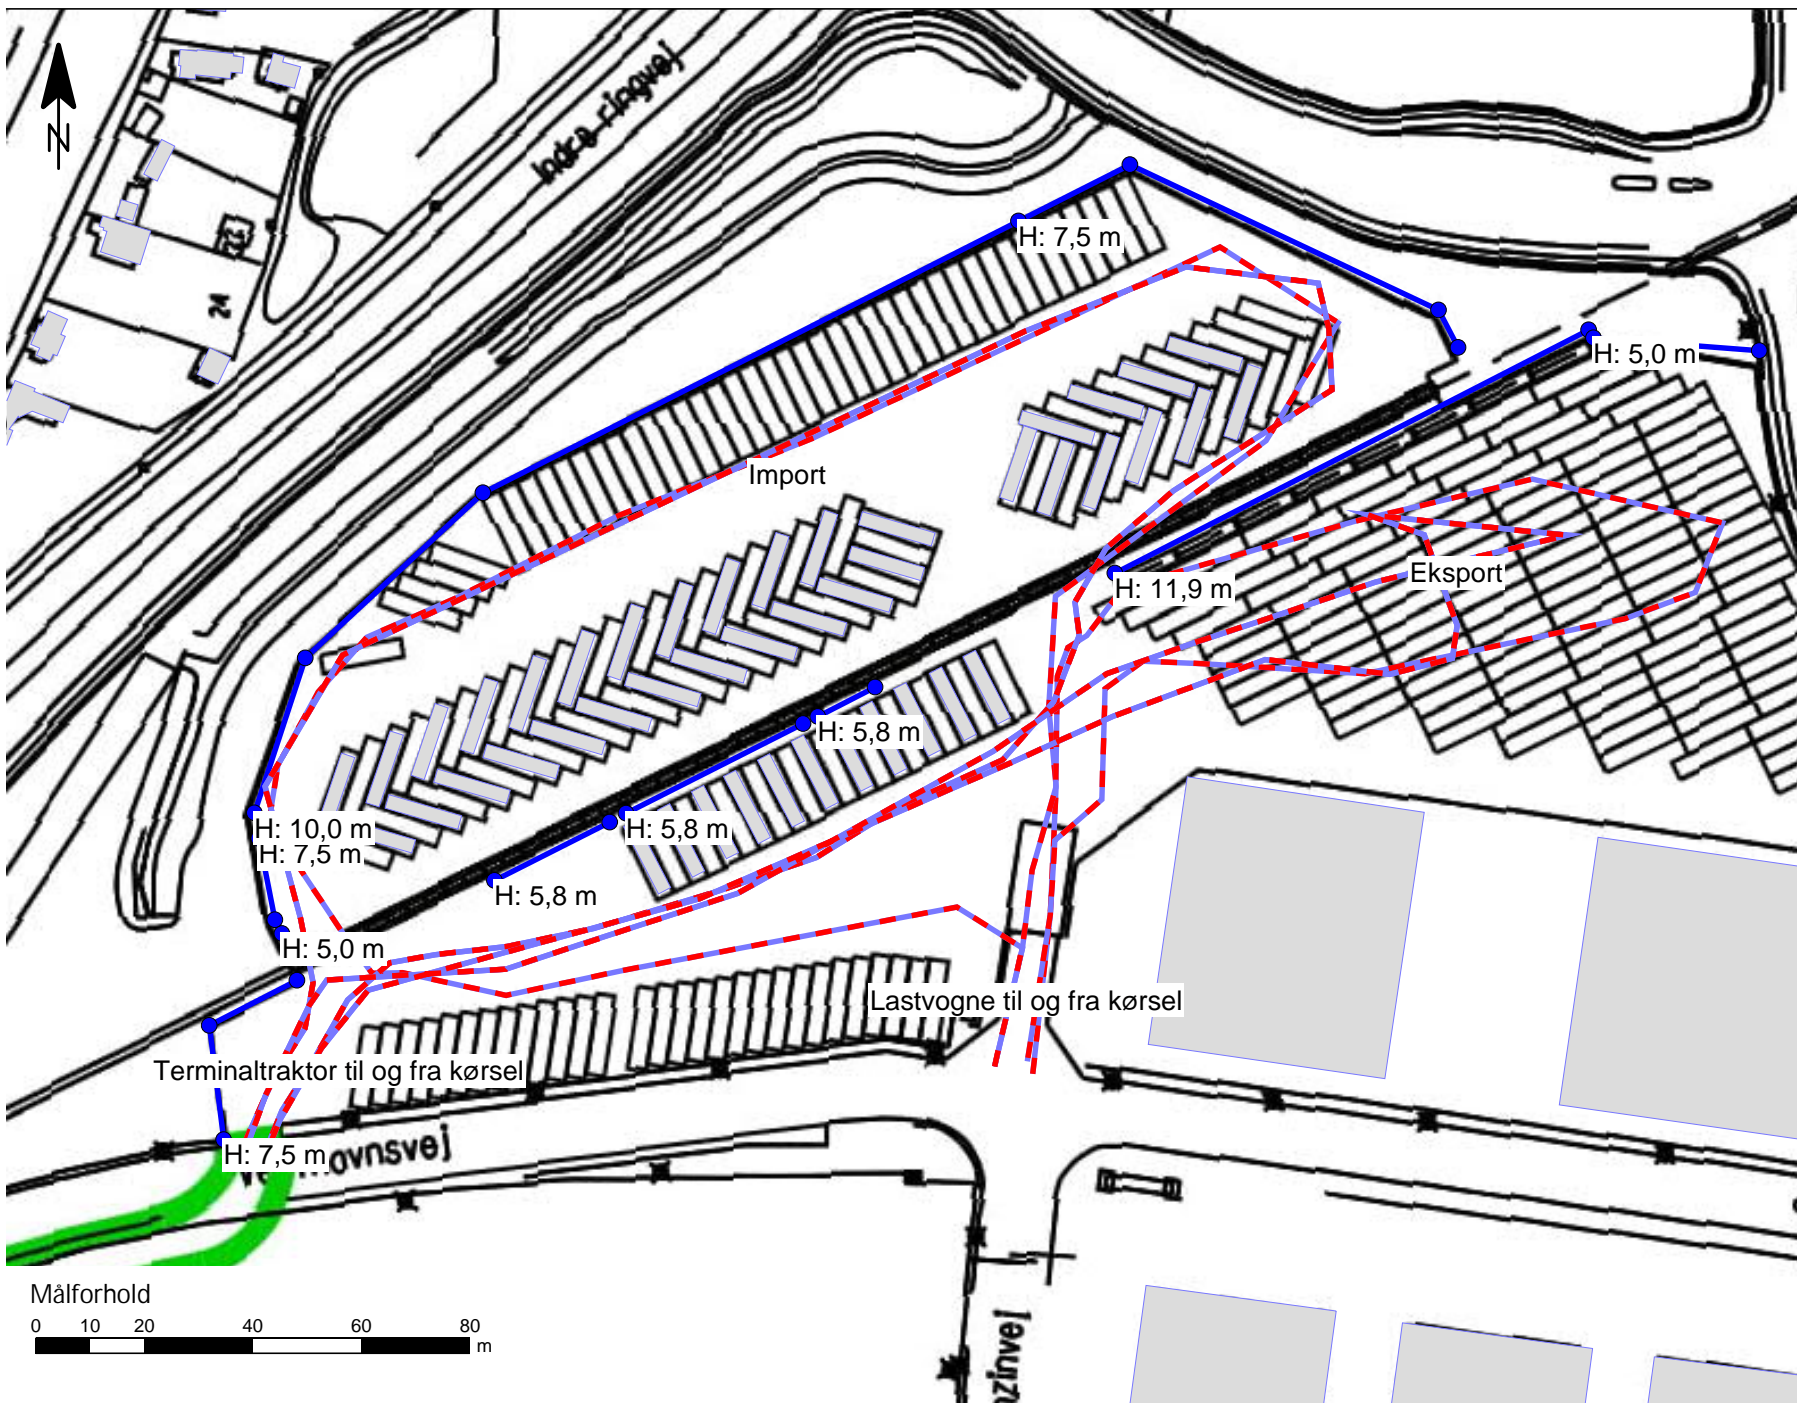 N
Indre ringvej
22
24
H: 7,5 m
H: 5,0 m
Import
Eksport
H: 11,9 m
H: 5,8 m
H: 5,8 m
H: 10,0 m
H: 7,5 m
H: 5,8 m
H: 5,0 m
Lastvogne til og fra kørsel
Terminaltraktor til og fra kørsel
H: 7,5 m
Målforhold
0 10 20 40 60 80
m